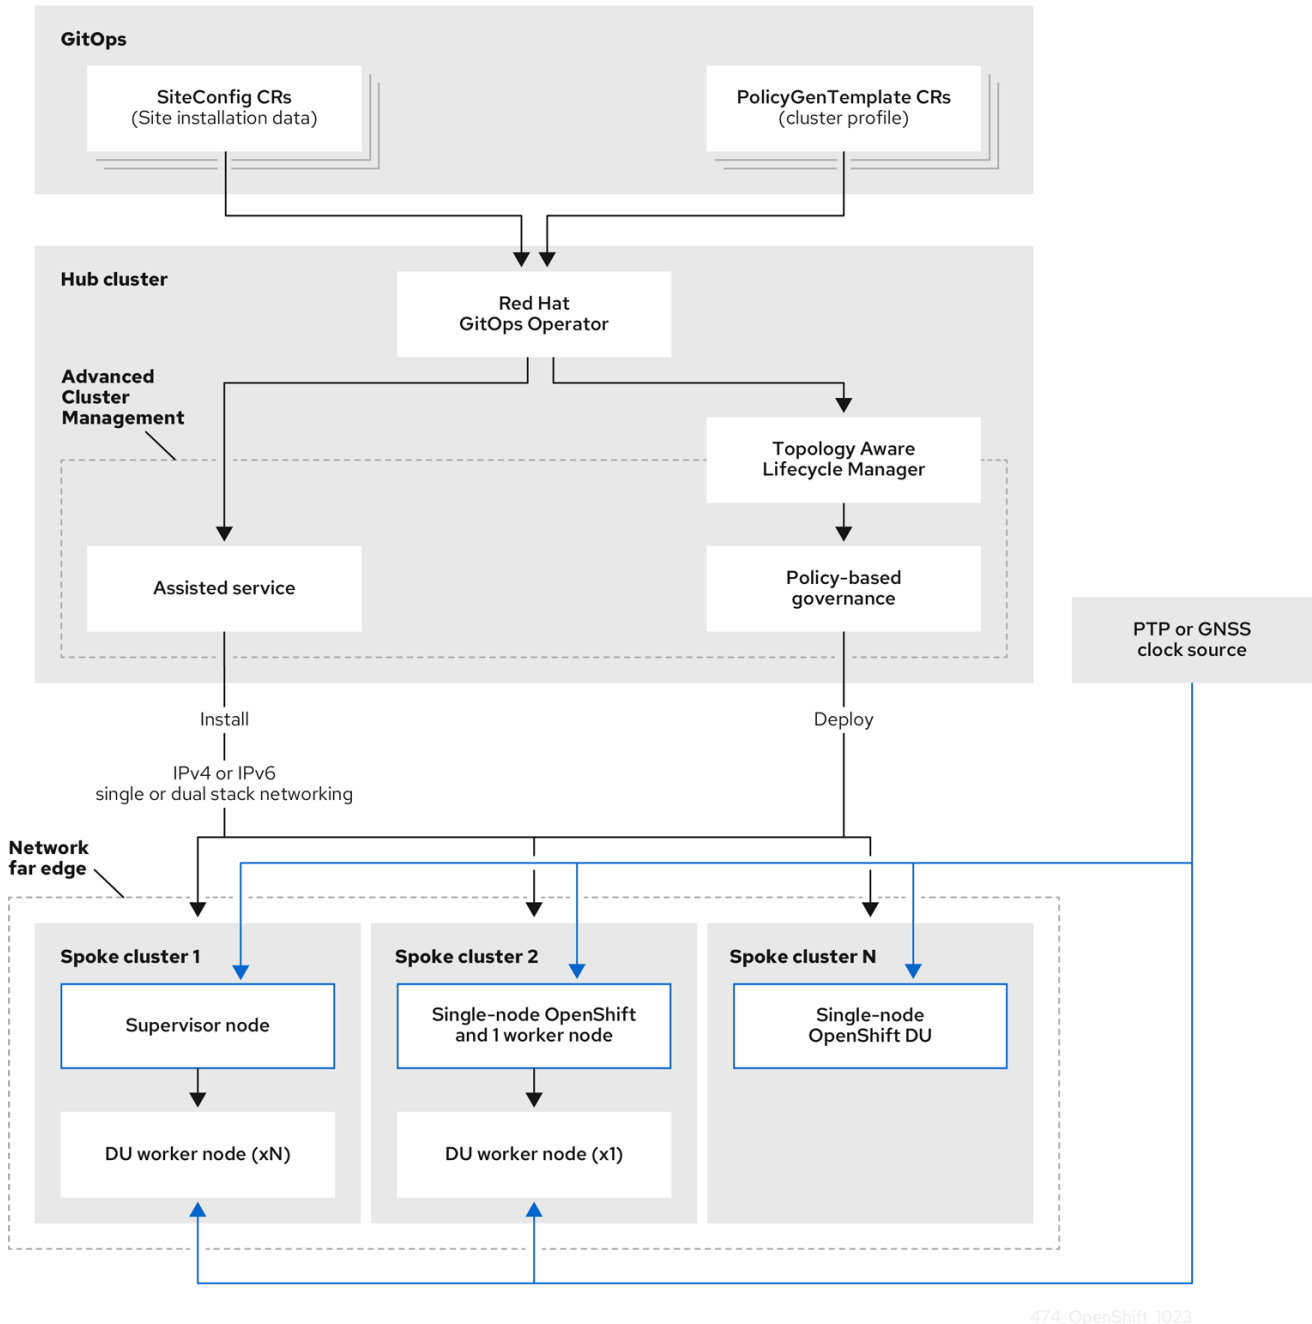 GitOps
SiteConfig CRs
(Site installation data)
PolicyGenTemplate CRs
(cluster profile)
Hub cluster
Red Hat
GitOps Operator
Advanced
Cluster
Management
Topology Aware
Lifecycle Manager
Assisted service
Policy-based
governance
PTP or GNSS
clock source
Install
Deploy
IPv4 or IPv6
single or dual stack networking
Network
far edge
Spoke cluster 1
Spoke cluster 2
Spoke cluster N
Supervisor node
Single-node OpenShift
and 1 worker node
Single-node
OpenShift DU
DU worker node (xN)
DU worker node (x1)
474_OpenShift_1023